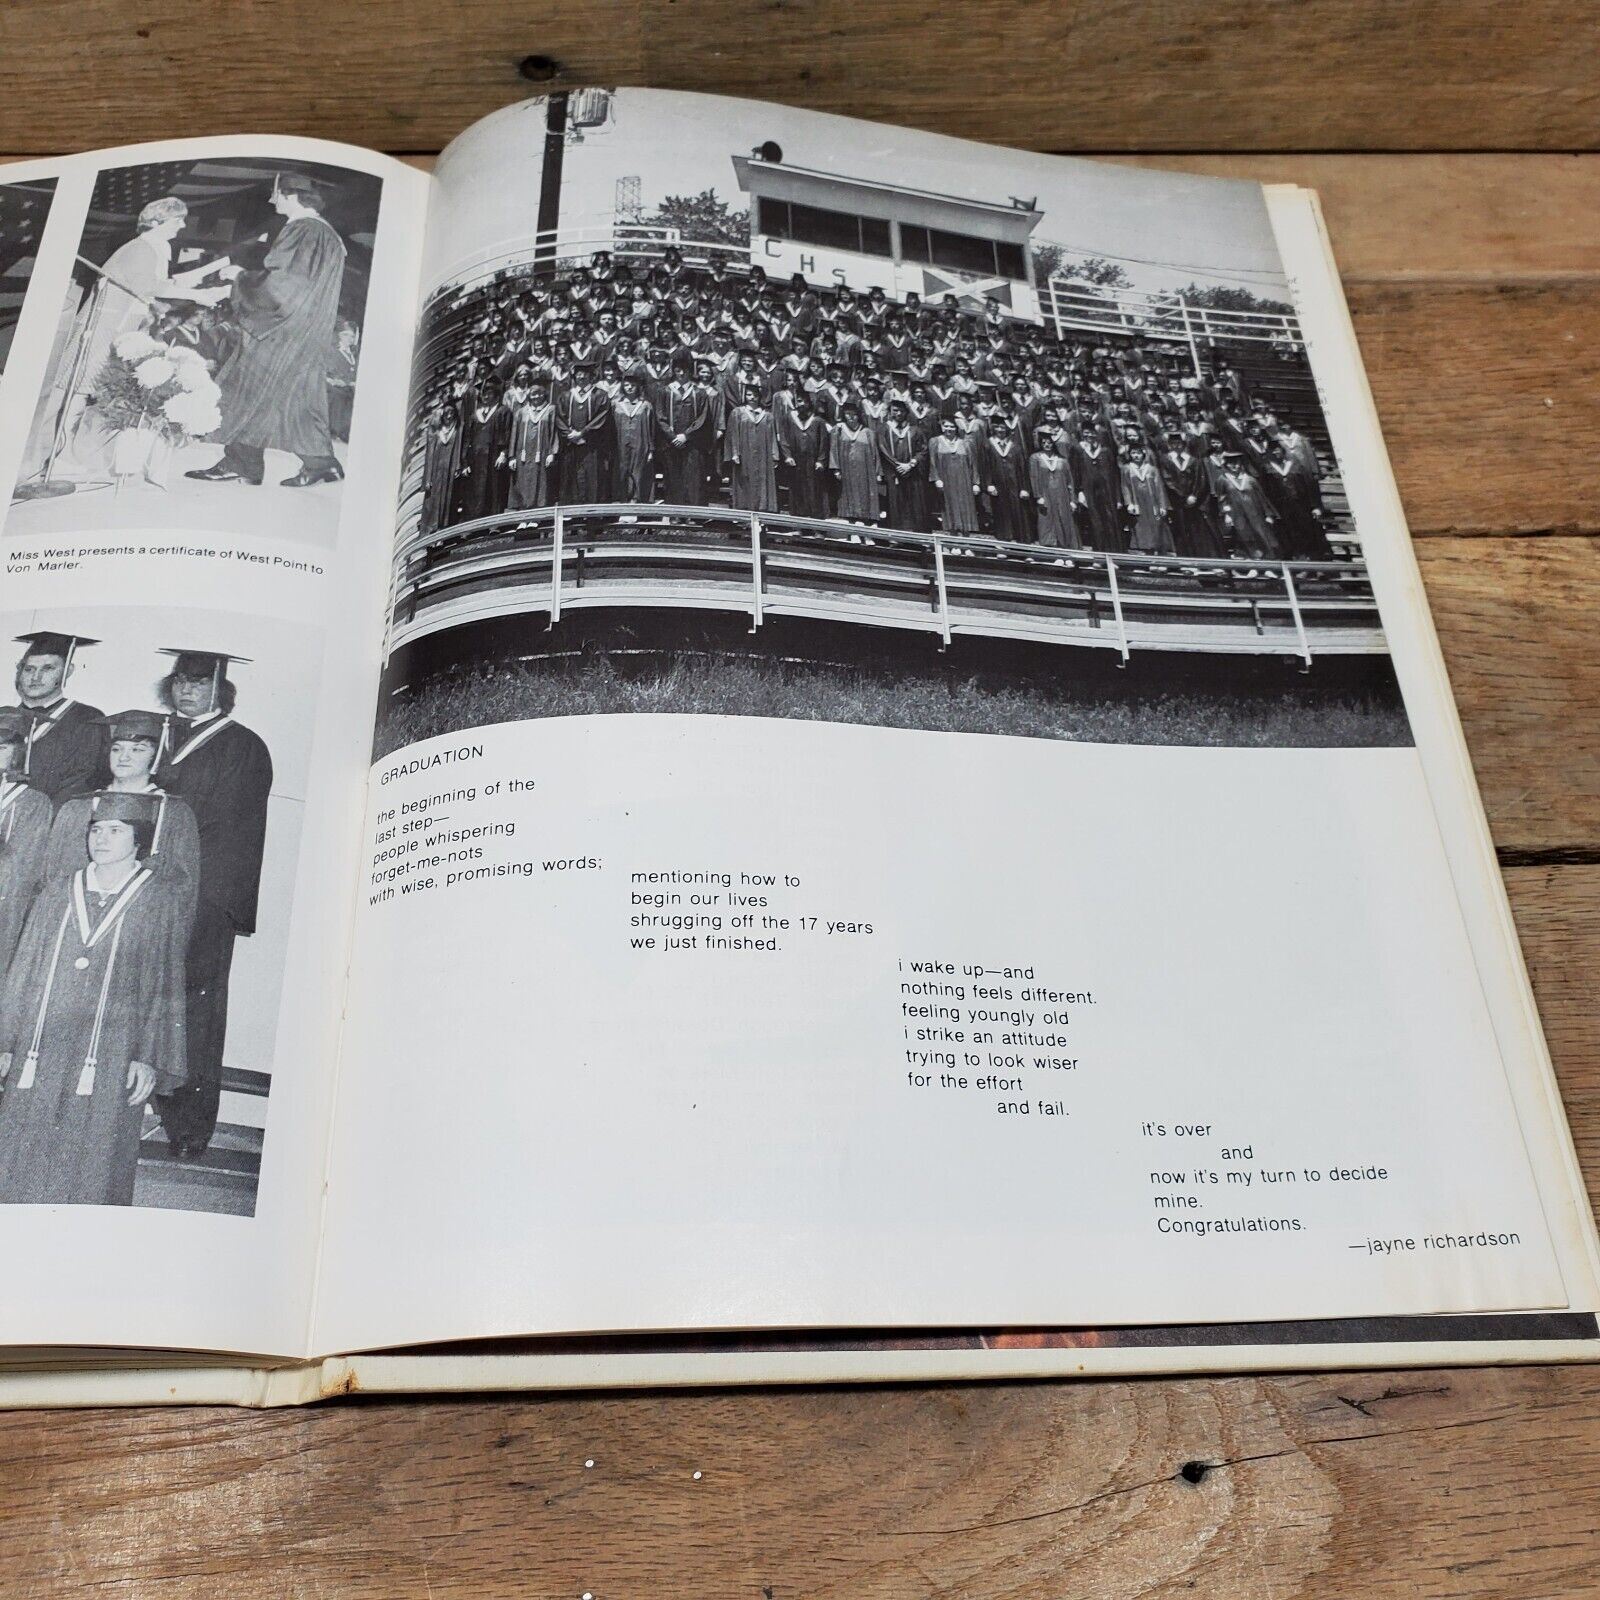 Miss West presents a certificate of West Point to
Von Marler.
CHS
GRADUATION
the beginning of the
last step—
people whispering
forget-me-nots
with wise, promising words;
mentioning how to
begin our lives
shrugging off the 17 years
we just finished.
i wake up—and
nothing feels different.
feeling youngly old
i strike an attitude
trying to look wiser
for the effort
and fail.
it's over
and
now it's my turn to decide
mine.
Congratulations.
—jayne richardson